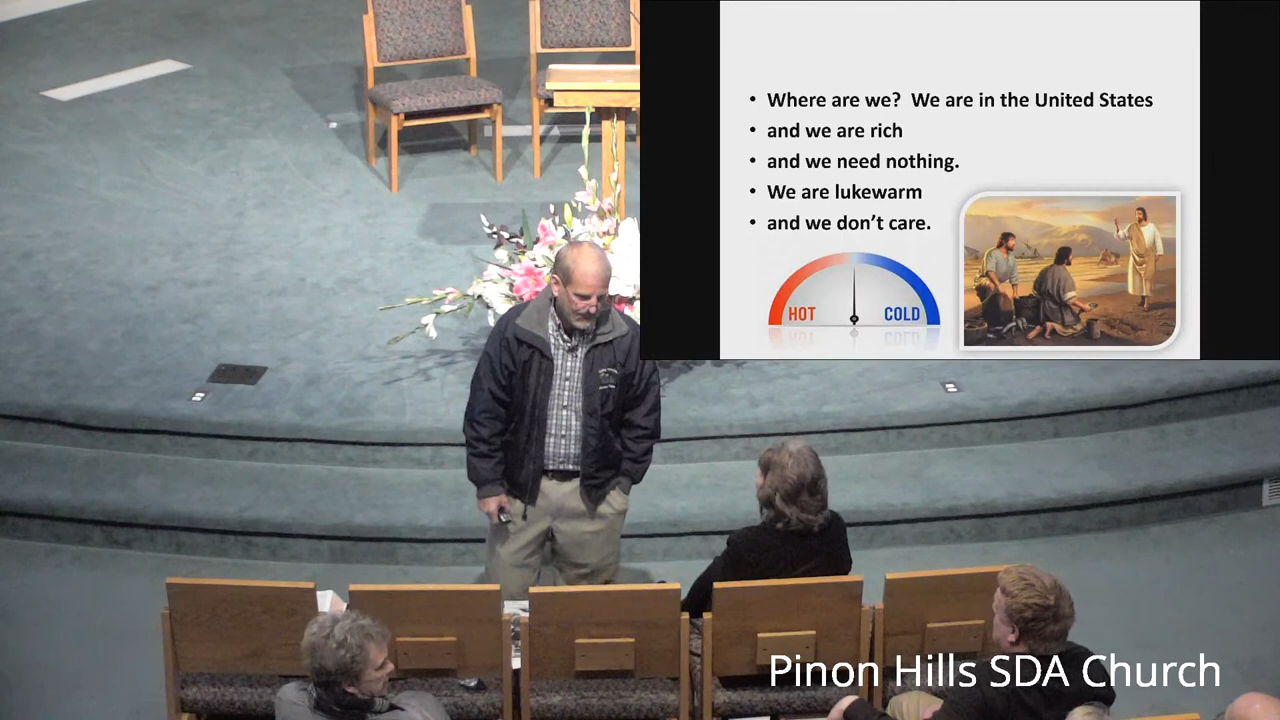 • Where are we?  We are in the United States
• and we are rich
• and we need nothing.
• We are lukewarm
• and we don't care.
HOT
COLD
Pinon Hills SDA Church